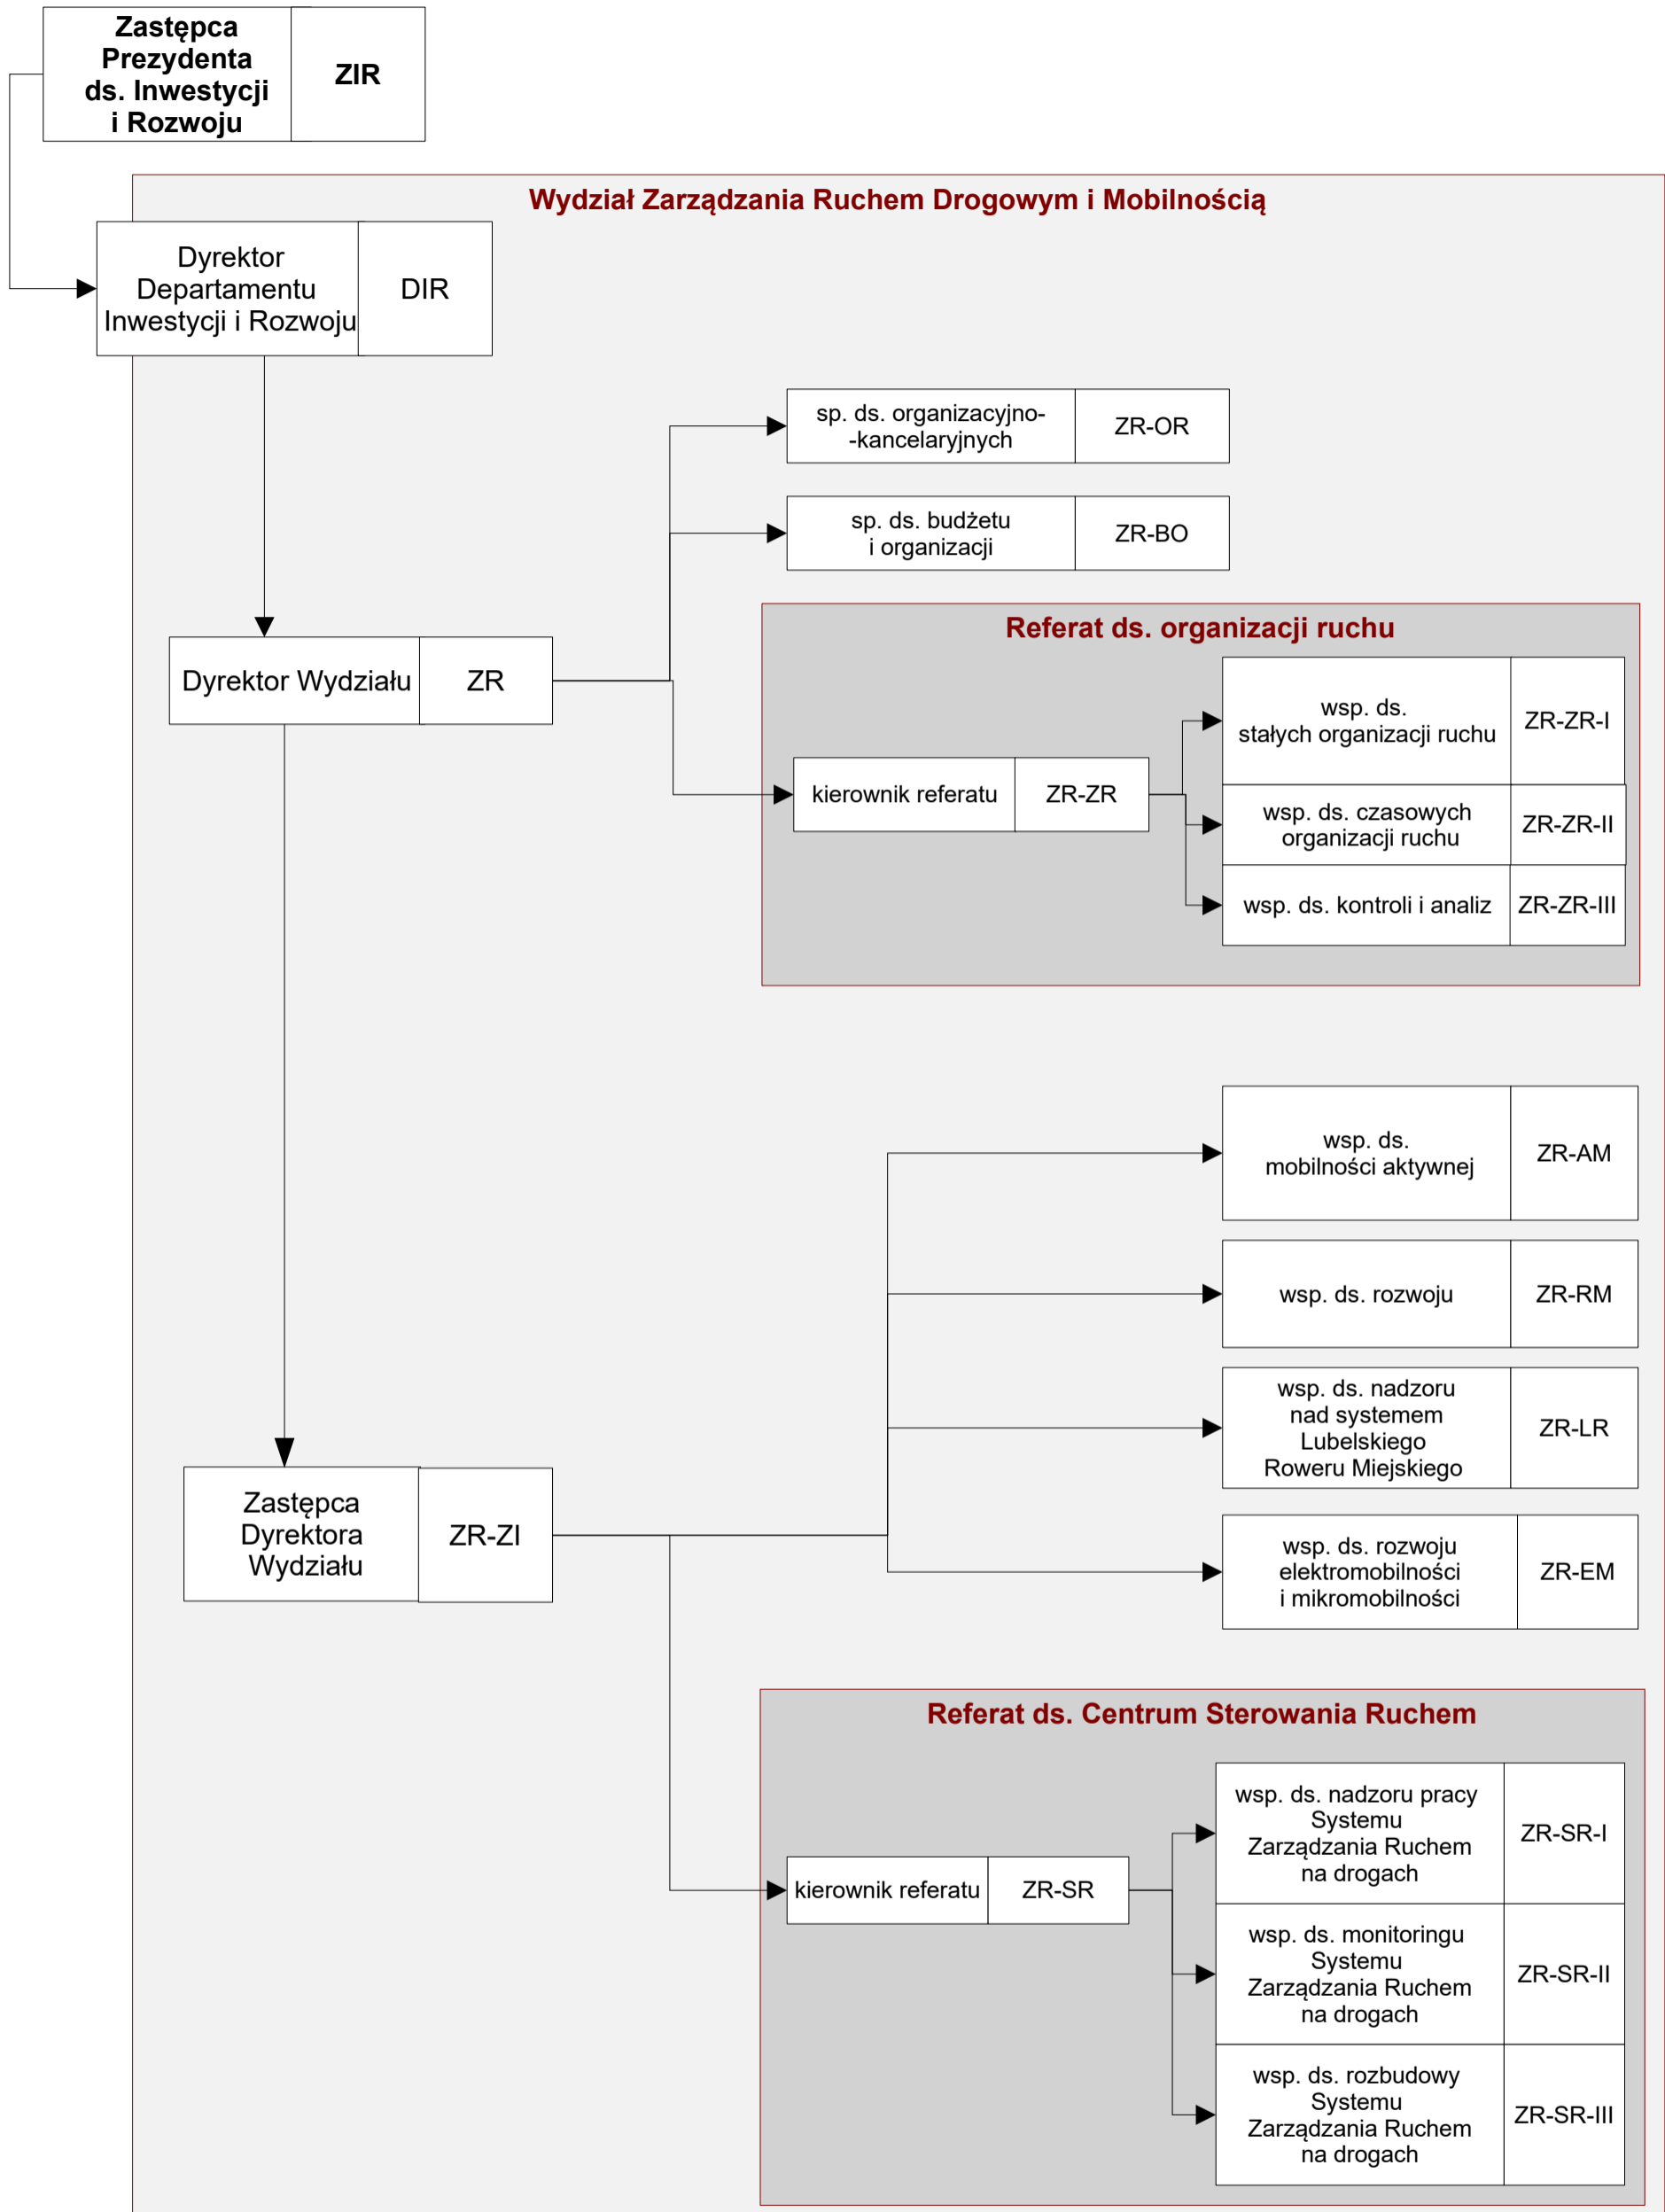 Zastępca
Prezydenta
ds. Inwestycji
i Rozwoju
ZIR
Wydział Zarządzania Ruchem Drogowym i Mobilnością
Dyrektor
Departamentu
Inwestycji i Rozwoju
DIR
sp. ds. organizacyjno-
-kancelaryjnych
ZR-OR
sp. ds. budżetu
i organizacji
ZR-BO
Dyrektor Wydziału
ZR
Referat ds. organizacji ruchu
kierownik referatu
ZR-ZR
wsp. ds.
stałych organizacji ruchu
ZR-ZR-I
wsp. ds. czasowych
organizacji ruchu
ZR-ZR-II
wsp. ds. kontroli i analiz
ZR-ZR-III
wsp. ds.
mobilności aktywnej
ZR-AM
wsp. ds. rozwoju
ZR-RM
wsp. ds. nadzoru
nad systemem
Lubelskiego
Roweru Miejskiego
ZR-LR
Zastępca
Dyrektora
Wydziału
ZR-ZI
wsp. ds. rozwoju
elektromobilności
i mikromobilności
ZR-EM
Referat ds. Centrum Sterowania Ruchem
kierownik referatu
ZR-SR
wsp. ds. nadzoru pracy
Systemu
Zarządzania Ruchem
na drogach
ZR-SR-I
wsp. ds. monitoringu
Systemu
Zarządzania Ruchem
na drogach
ZR-SR-II
wsp. ds. rozbudowy
Systemu
Zarządzania Ruchem
na drogach
ZR-SR-III